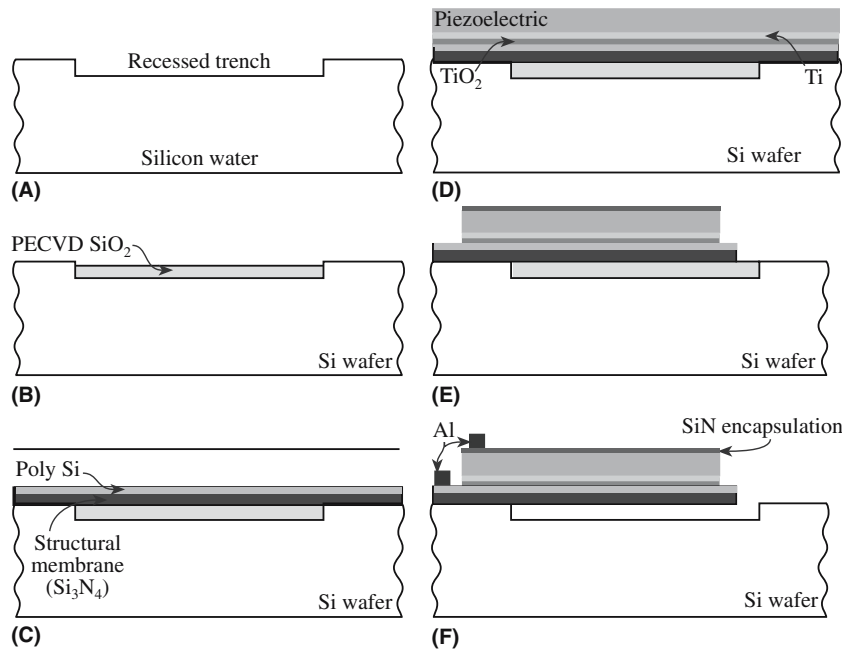 Recessed trench
Silicon water
(A)
PECVD SiO₂
Si wafer
(B)
Poly Si
Structural
membrane
(Si₃N₄)
Si wafer
(C)
Piezoelectric
TiO₂
Ti
Si wafer
(D)
Si wafer
(E)
Al
SiN encapsulation
Si wafer
(F)